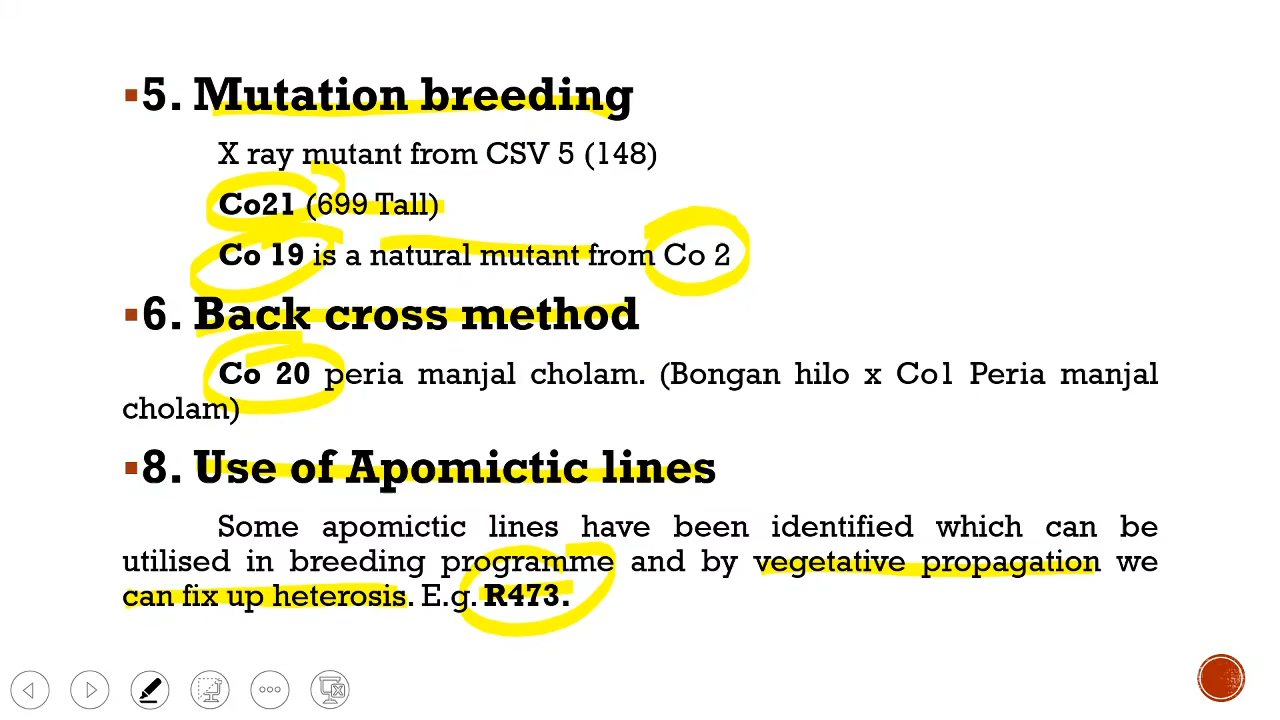 ▪5. Mutation breeding
X ray mutant from CSV 5 (148)
Co21 (699 Tall)
Co 19 is a natural mutant from Co 2
▪6. Back cross method
Co 20 peria manjal cholam. (Bongan hilo x Co1 Peria manjal
cholam)
▪8. Use of Apomictic lines
Some apomictic lines have been identified which can be
utilised in breeding programme and by vegetative propagation we
can fix up heterosis. E.g. R473.